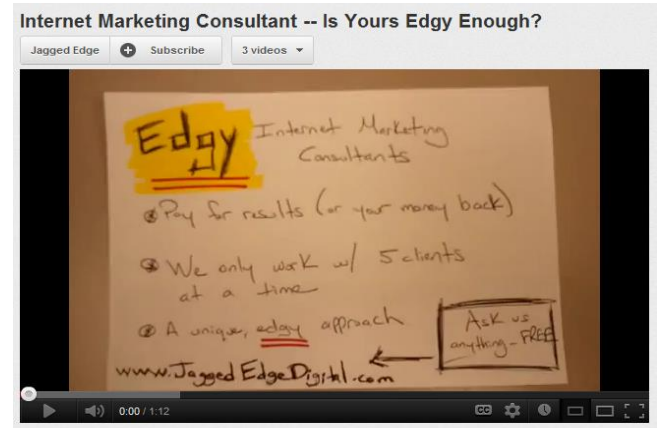 Internet Marketing Consultant -- Is Yours Edgy Enough?
Jagged Edge
Subscribe
3 videos
Edgy Internet Marketing
Consultants
Pay for results (or your money back)
We only work w/ 5 clients
at a time
A unique, edgy approach
Ask us
anything - FREE
www.JaggedEdgeDigital.com
0:00 / 1:12
CC